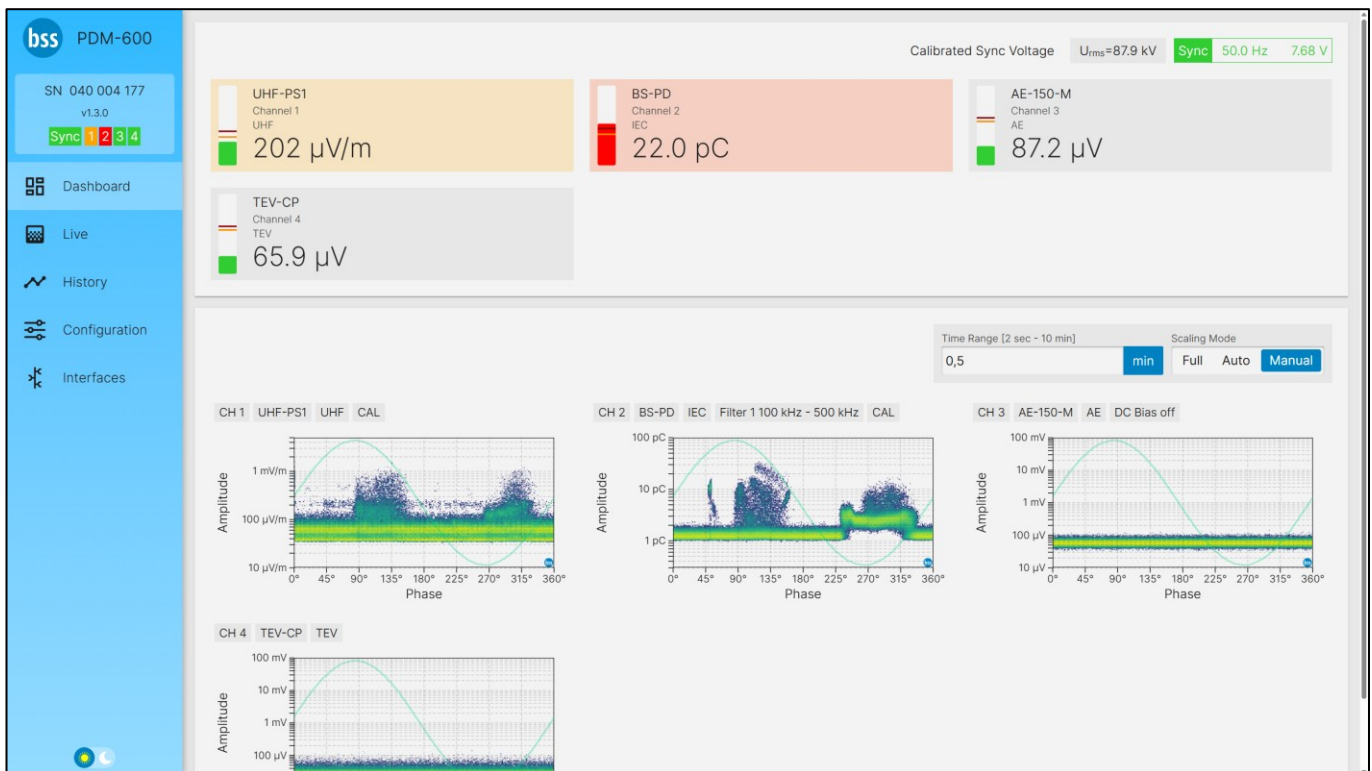 bss PDM-600
SN 040 004 177
v1.3.0
Sync 1 2 3 4
Dashboard
Live
History
Configuration
Interfaces
Calibrated Sync Voltage Urms=87.9 kV Sync 50.0 Hz 7.68 V
UHF-PS1
Channel 1
UHF
202 µV/m
BS-PD
Channel 2
IEC
22.0 pC
AE-150-M
Channel 3
AE
87.2 µV
TEV-CP
Channel 4
TEV
65.9 µV
Time Range [2 sec - 10 min]
0,5 min
Scaling Mode
Full Auto Manual
CH 1 UHF-PS1 UHF CAL
Amplitude
1 mV/m
100 µV/m
10 µV/m
0° 45° 90° 135° 180° 225° 270° 315° 360°
Phase
CH 2 BS-PD IEC Filter 1 100 kHz - 500 kHz CAL
Amplitude
100 pC
10 pC
1 pC
0° 45° 90° 135° 180° 225° 270° 315° 360°
Phase
CH 3 AE-150-M AE DC Bias off
Amplitude
100 mV
10 mV
1 mV
100 µV
10 µV
0° 45° 90° 135° 180° 225° 270° 315° 360°
Phase
CH 4 TEV-CP TEV
Amplitude
100 mV
10 mV
1 mV
100 µV